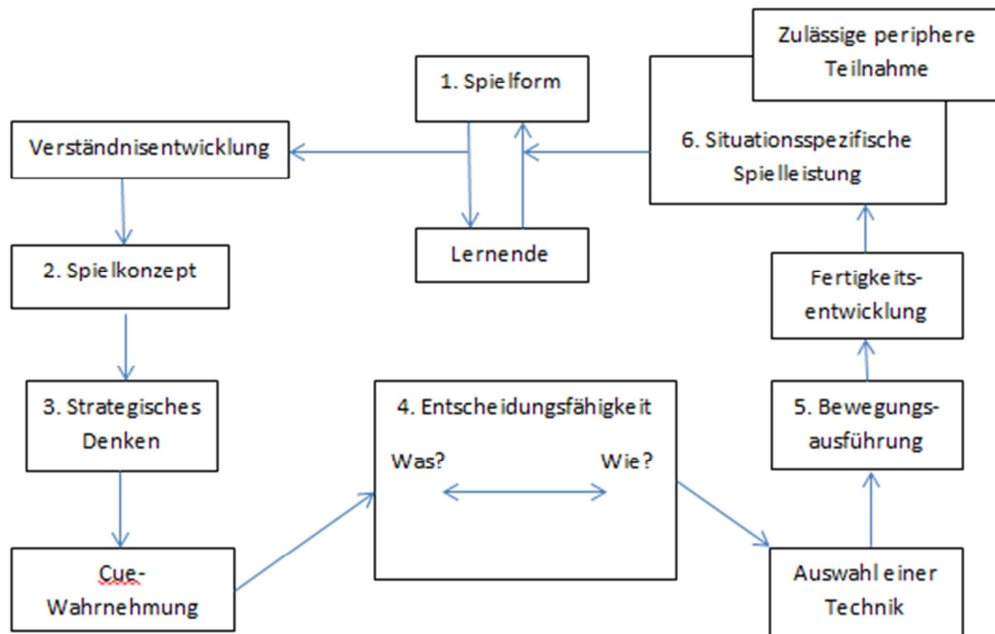 Zulässige periphere
Teilnahme
1. Spielform
6. Situationsspezifische
Spielleistung
Verständnisentwicklung
2. Spielkonzept
Lernende
Fertigkeits-
entwicklung
3. Strategisches
Denken
4. Entscheidungsfähigkeit
Was? Wie?
5. Bewegungs-
ausführung
Cue-
Wahrnehmung
Auswahl einer
Technik